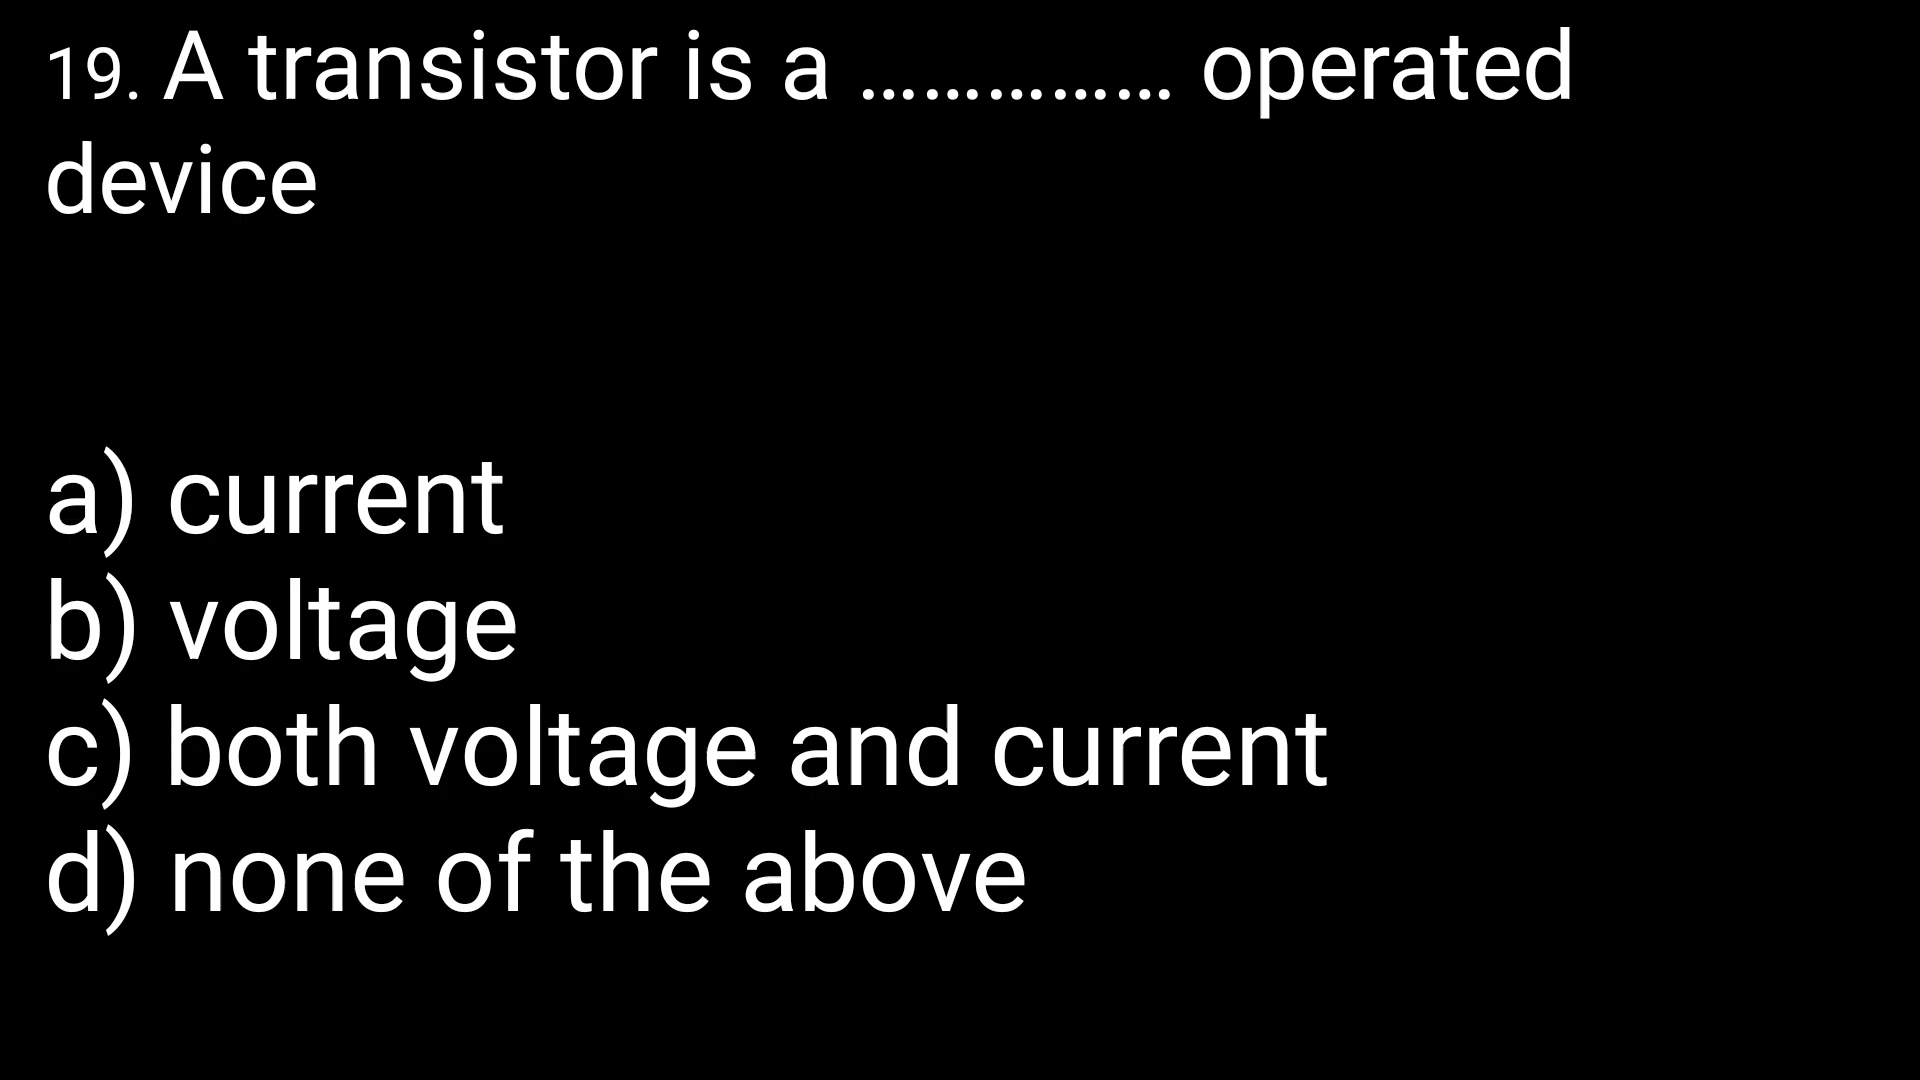 19. A transistor is a …………… operated
device
a) current
b) voltage
c) both voltage and current
d) none of the above